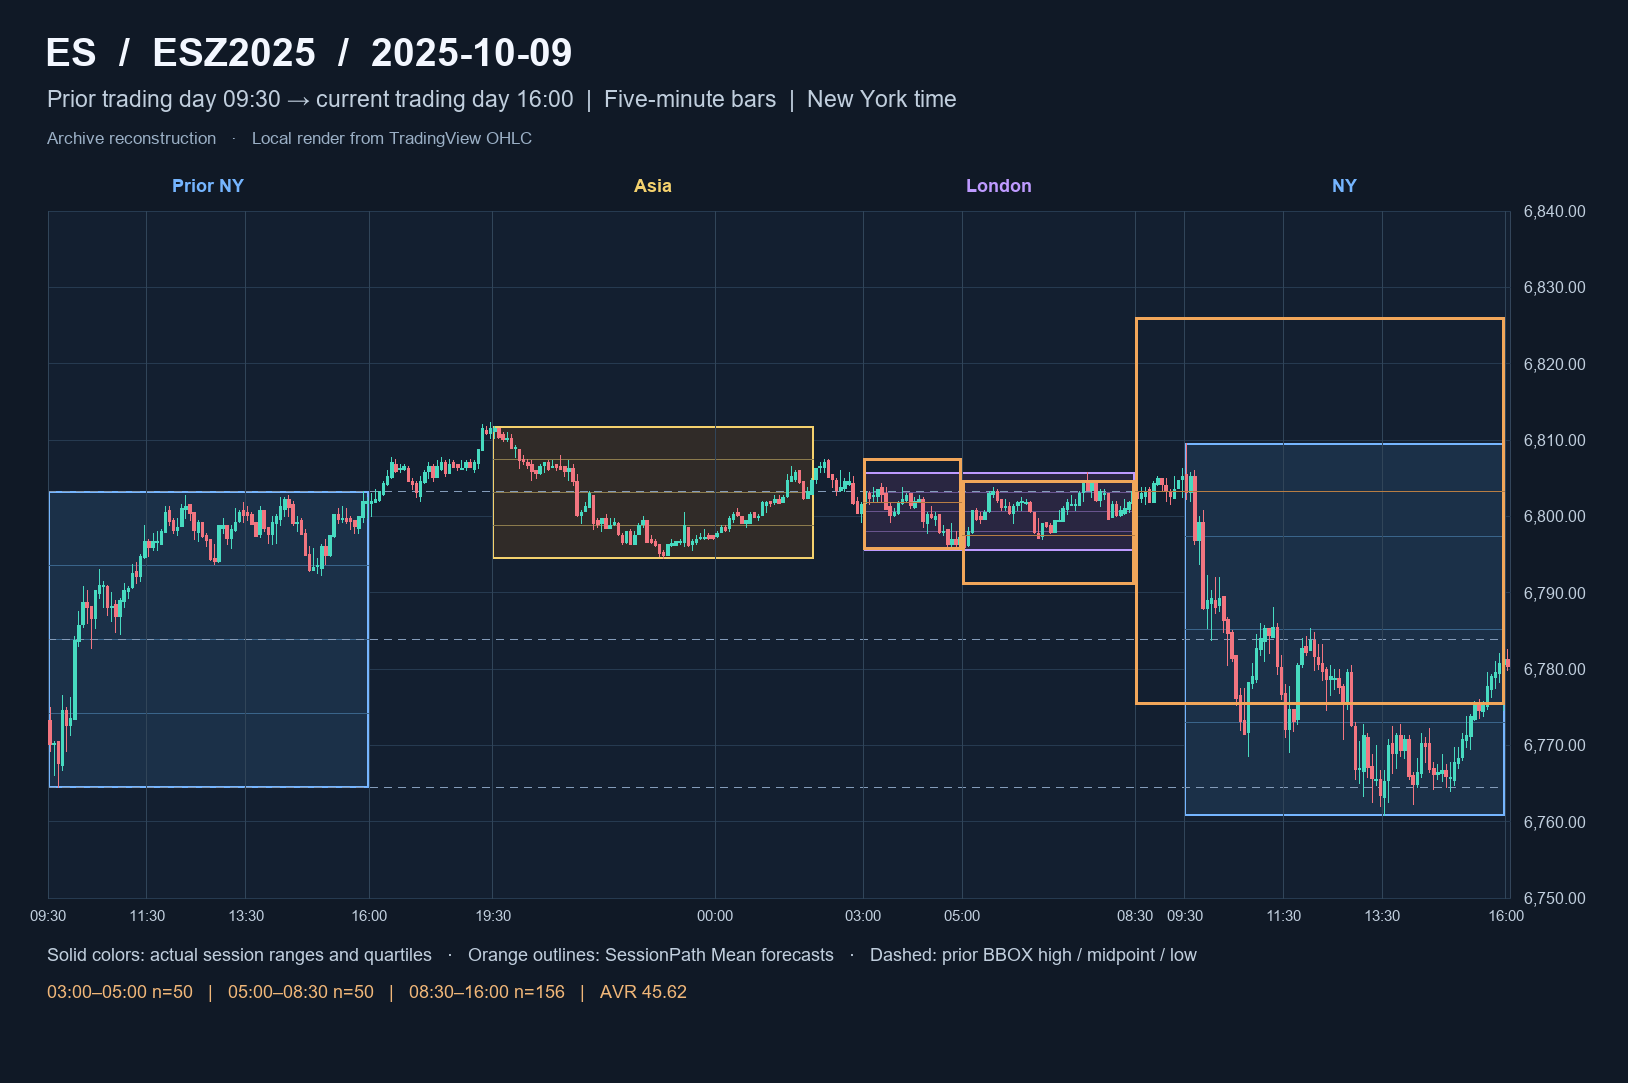 ES / ESZ2025 / 2025-10-09
Prior trading day 09:30 → current trading day 16:00 | Five-minute bars | New York time
Archive reconstruction · Local render from TradingView OHLC
Prior NY Asia London NY
6,840.00
6,830.00
6,820.00
6,810.00
6,800.00
6,790.00
6,780.00
6,770.00
6,760.00
6,750.00
09:30 11:30 13:30 16:00 19:30 00:00 03:00 05:00 08:30 09:30 11:30 13:30 16:00
Solid colors: actual session ranges and quartiles · Orange outlines: SessionPath Mean forecasts · Dashed: prior BBOX high / midpoint / low
03:00–05:00 n=50 | 05:00–08:30 n=50 | 08:30–16:00 n=156 | AVR 45.62